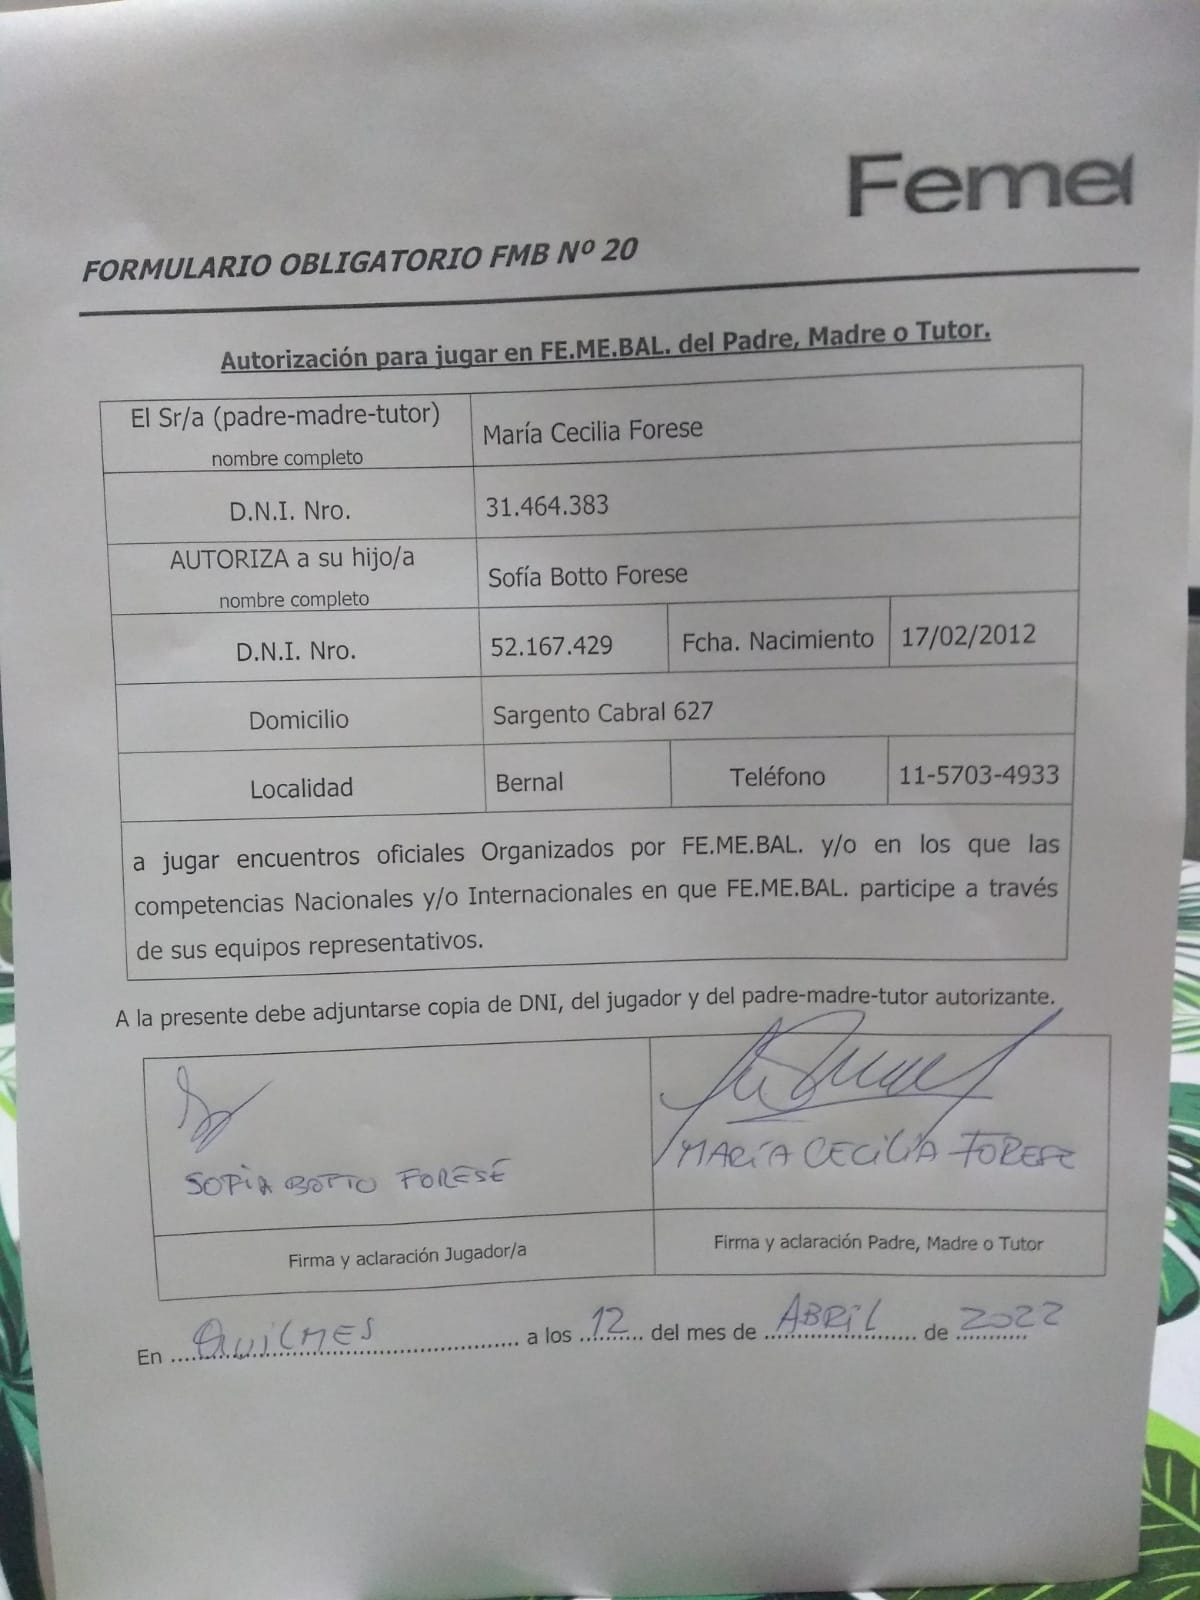 Feme
FORMULARIO OBLIGATORIO FMB Nº 20
Autorización para jugar en FE.ME.BAL. del Padre, Madre o Tutor.
El Sr/a (padre-madre-tutor)
nombre completo
María Cecilia Forese
D.N.I. Nro.
31.464.383
AUTORIZA a su hijo/a
nombre completo
Sofía Botto Forese
D.N.I. Nro.
52.167.429
Fcha. Nacimiento
17/02/2012
Domicilio
Sargento Cabral 627
Localidad
Bernal
Teléfono
11-5703-4933
a jugar encuentros oficiales Organizados por FE.ME.BAL. y/o en los que las
competencias Nacionales y/o Internacionales en que FE.ME.BAL. participe a través
de sus equipos representativos.
A la presente debe adjuntarse copia de DNI, del jugador y del padre-madre-tutor autorizante.
SOFÍA BOTTO FORESE
MARÍA CECILIA FORESE
Firma y aclaración Jugador/a
Firma y aclaración Padre, Madre o Tutor
En QUILMES a los 12 del mes de ABRIL de 2022